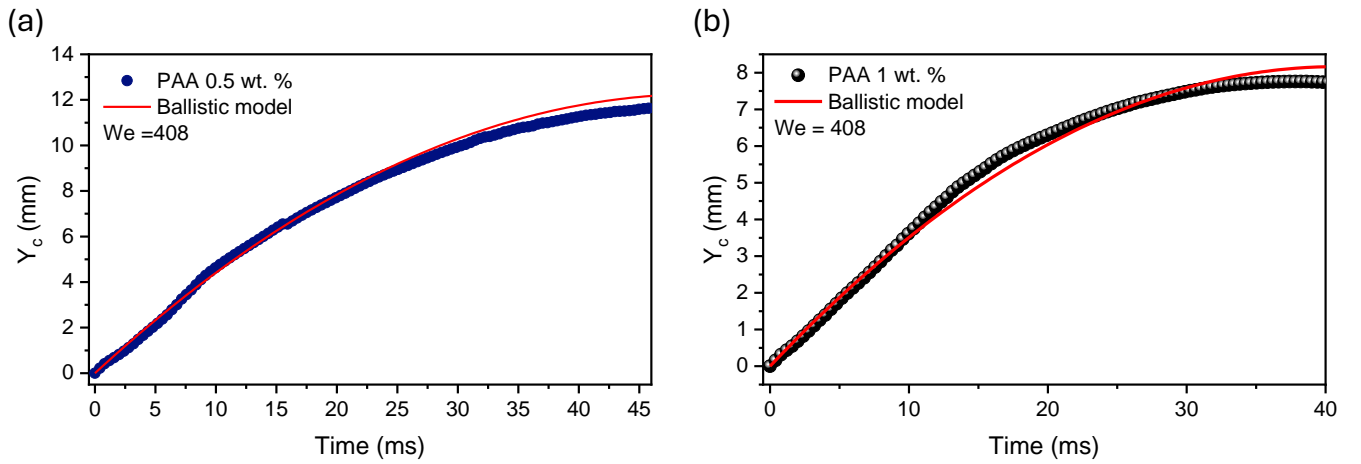 (a)
14
12
10
8
6
4
2
0
Y_c (mm)
PAA 0.5 wt. %
Ballistic model
We =408
0 5 10 15 20 25 30 35 40 45
Time (ms)
(b)
8
7
6
5
4
3
2
1
0
Y_c (mm)
PAA 1 wt. %
Ballistic model
We = 408
0 10 20 30 40
Time (ms)